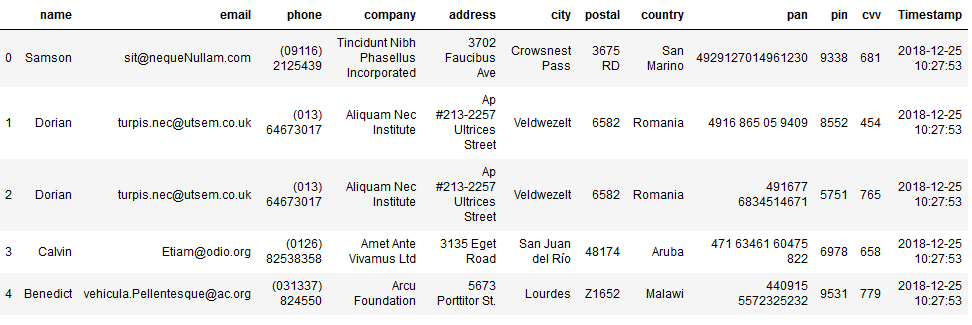 name email phone company address city postal country pan pin cvv Timestamp
0 Samson sit@nequeNullam.com (09116) 2125439 Tincidunt Nibh Phasellus Incorporated 3702 Faucibus Ave Crowsnest Pass 3675 RD San Marino 4929127014961230 9338 681 2018-12-25 10:27:53
1 Dorian turpis.nec@utsem.co.uk (013) 64673017 Aliquam Nec Institute Ap #213-2257 Ultrices Street Veldwezelt 6582 Romania 4916 865 05 9409 8552 454 2018-12-25 10:27:53
2 Dorian turpis.nec@utsem.co.uk (013) 64673017 Aliquam Nec Institute Ap #213-2257 Ultrices Street Veldwezelt 6582 Romania 491677 6834514671 5751 765 2018-12-25 10:27:53
3 Calvin Etiam@odio.org (0126) 82538358 Amet Ante Vivamus Ltd 3135 Eget Road San Juan del Río 48174 Aruba 471 63461 60475 822 6978 658 2018-12-25 10:27:53
4 Benedict vehicula.Pellentesque@ac.org (031337) 824550 Arcu Foundation 5673 Porttitor St. Lourdes Z1652 Malawi 440915 5572325232 9531 779 2018-12-25 10:27:53